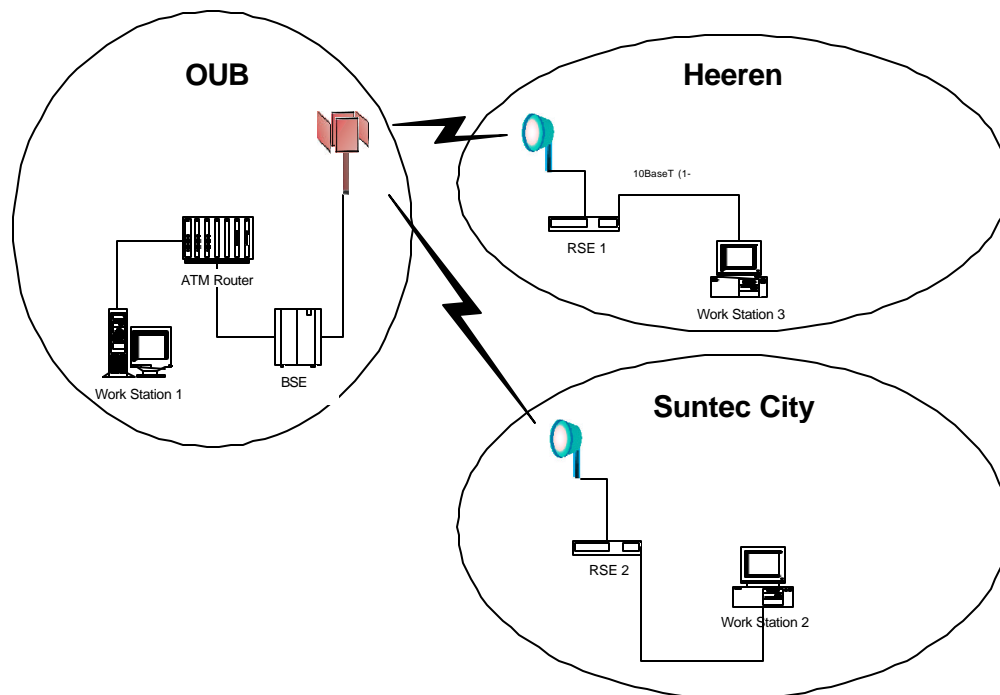 OUB
ATM Router
BSE
Work Station 1
Heeren
10BaseT (1-
RSE 1
Work Station 3
Suntec City
RSE 2
Work Station 2